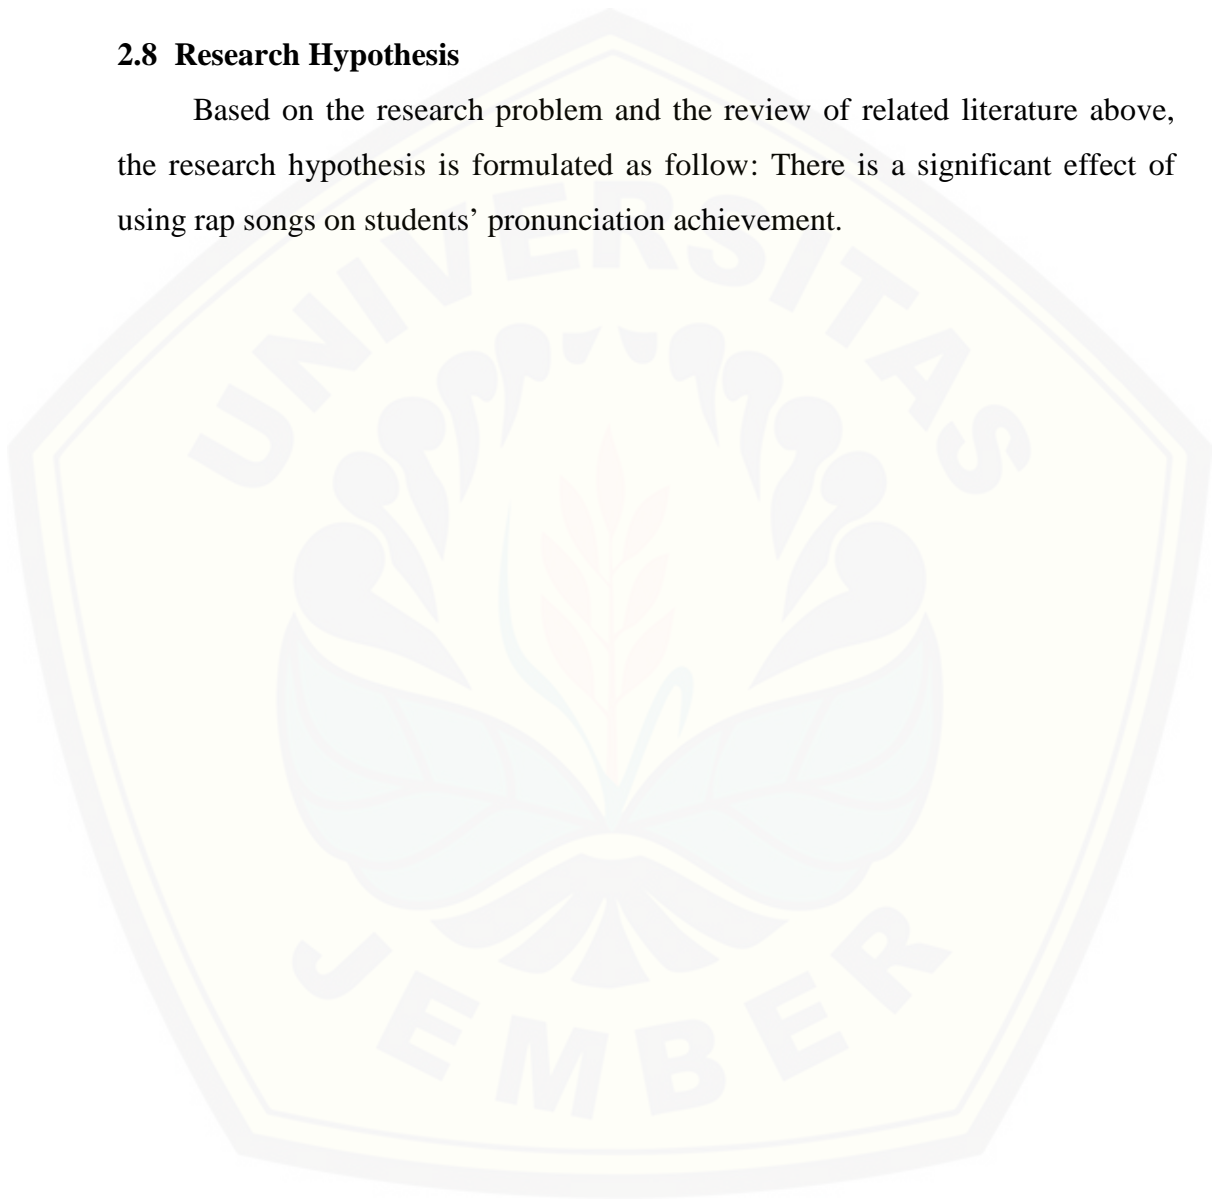 2.8 Research Hypothesis
Based on the research problem and the review of related literature above,
the research hypothesis is formulated as follow: There is a significant effect of
using rap songs on students’ pronunciation achievement.
UNIVERSITAS
JEMBER